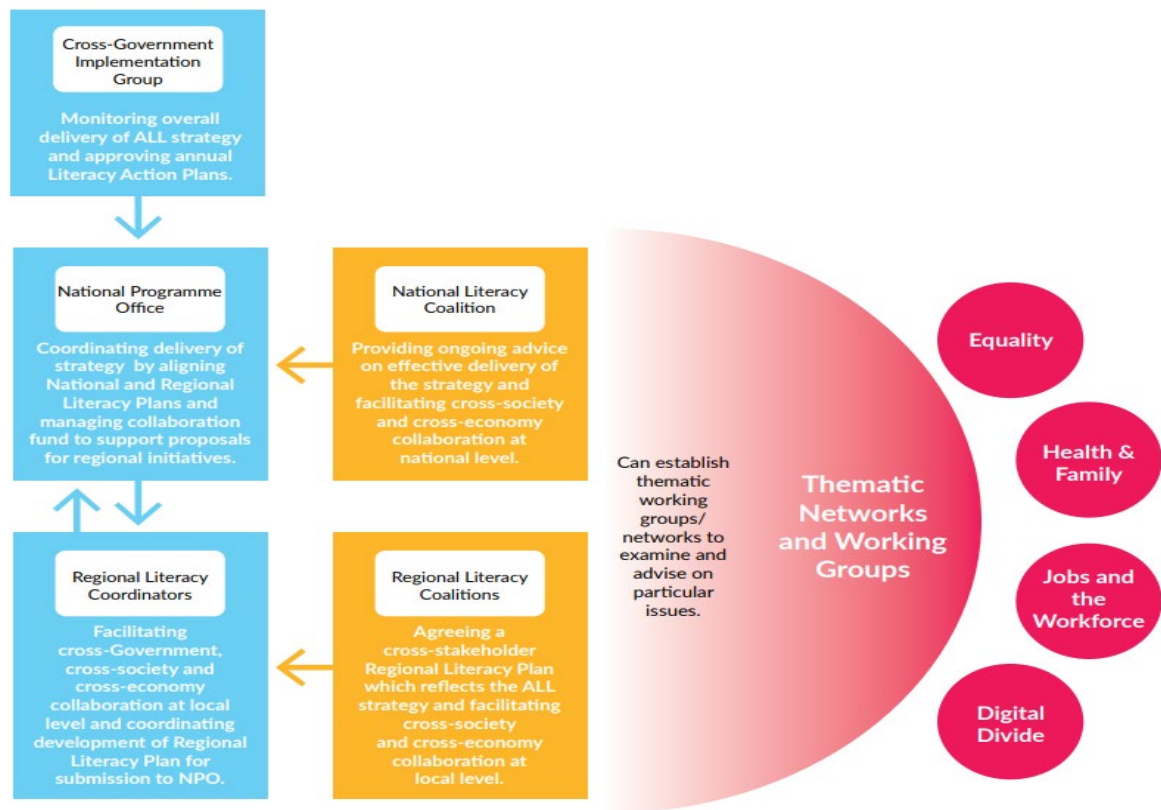 Cross-Government
Implementation
Group
Monitoring overall
delivery of ALL strategy
and approving annual
Literacy Action Plans.
National Programme
Office
Coordinating delivery of
strategy by aligning
National and Regional
Literacy Plans and
managing collaboration
fund to support proposals
for regional initiatives.
National Literacy
Coalition
Providing ongoing advice
on effective delivery of
the strategy and
facilitating cross-society
and cross-economy
collaboration at
national level.
Regional Literacy
Coordinators
Facilitating
cross-Government,
cross-society and
cross-economy
collaboration at local
level and coordinating
development of Regional
Literacy Plan for
submission to NPO.
Regional Literacy
Coalitions
Agreeing a
cross-stakeholder
Regional Literacy Plan
which reflects the ALL
strategy and facilitating
cross-society
and cross-economy
collaboration at
local level.
Can establish
thematic
working
groups/
networks to
examine and
advise on
particular
issues.
Thematic
Networks
and Working
Groups
Equality
Health &
Family
Jobs and
the
Workforce
Digital
Divide